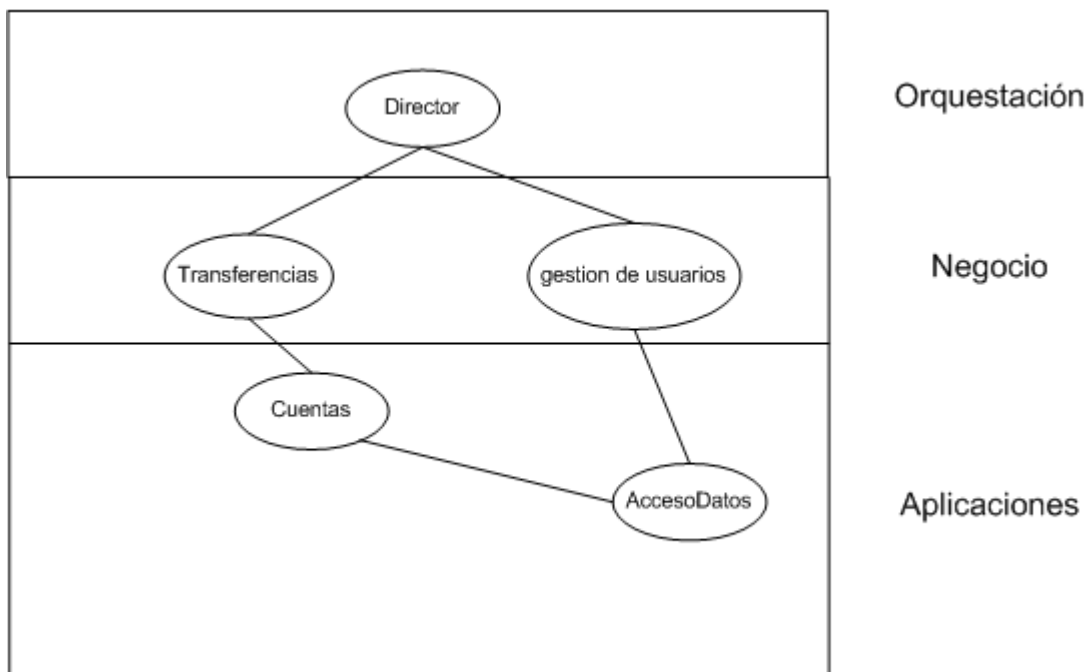 Director
Orquestación
Transferencias
gestion de usuarios
Negocio
Cuentas
AccesoDatos
Aplicaciones